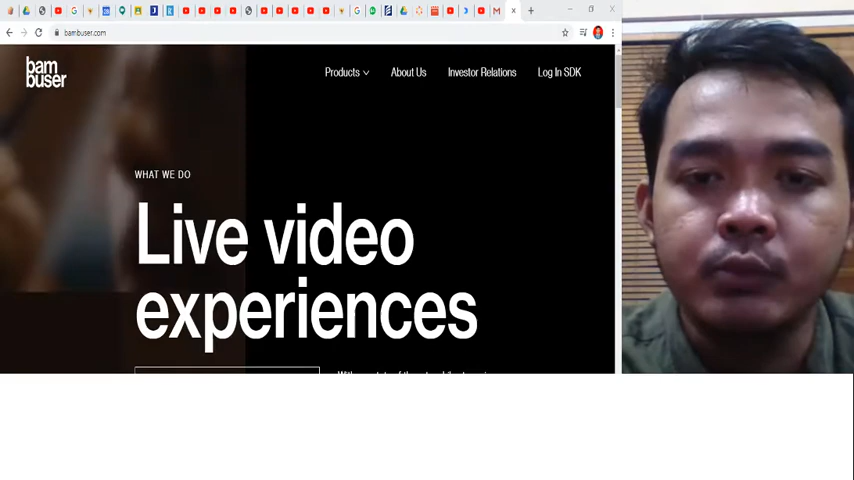 bambuser.com
bam
buser
Products
About Us
Investor Relations
Log In SDK
WHAT WE DO
Live video
experiences